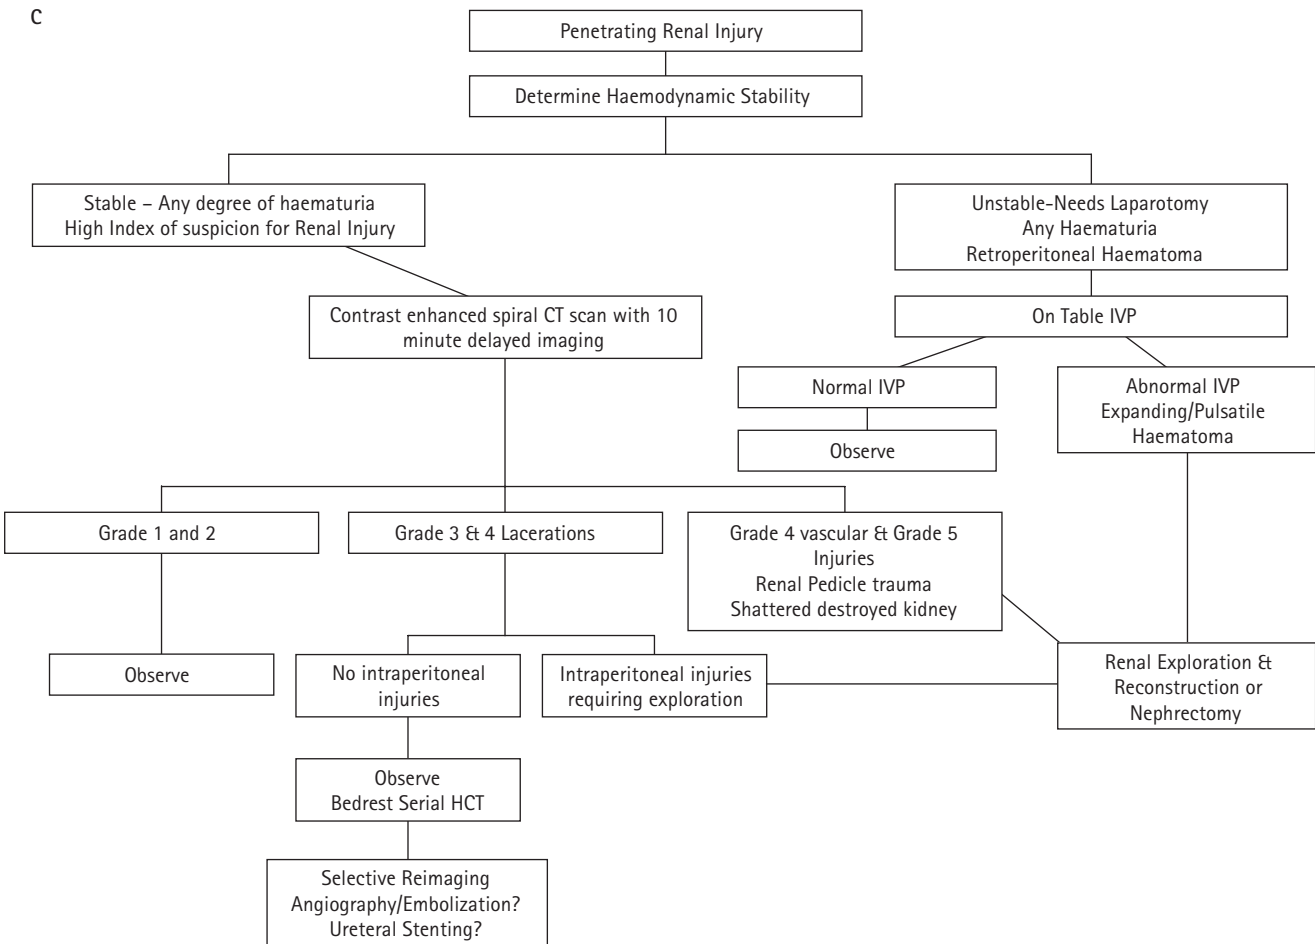 C
Penetrating Renal Injury
Determine Haemodynamic Stability
Stable – Any degree of haematuria
High Index of suspicion for Renal Injury
Unstable-Needs Laparotomy
Any Haematuria
Retroperitoneal Haematoma
Contrast enhanced spiral CT scan with 10
minute delayed imaging
On Table IVP
Normal IVP
Abnormal IVP
Expanding/Pulsatile
Haematoma
Observe
Grade 1 and 2
Grade 3 & 4 Lacerations
Grade 4 vascular & Grade 5
Injuries
Renal Pedicle trauma
Shattered destroyed kidney
Observe
No intraperitoneal
injuries
Intraperitoneal injuries
requiring exploration
Renal Exploration &
Reconstruction or
Nephrectomy
Observe
Bedrest Serial HCT
Selective Reimaging
Angiography/Embolization?
Ureteral Stenting?